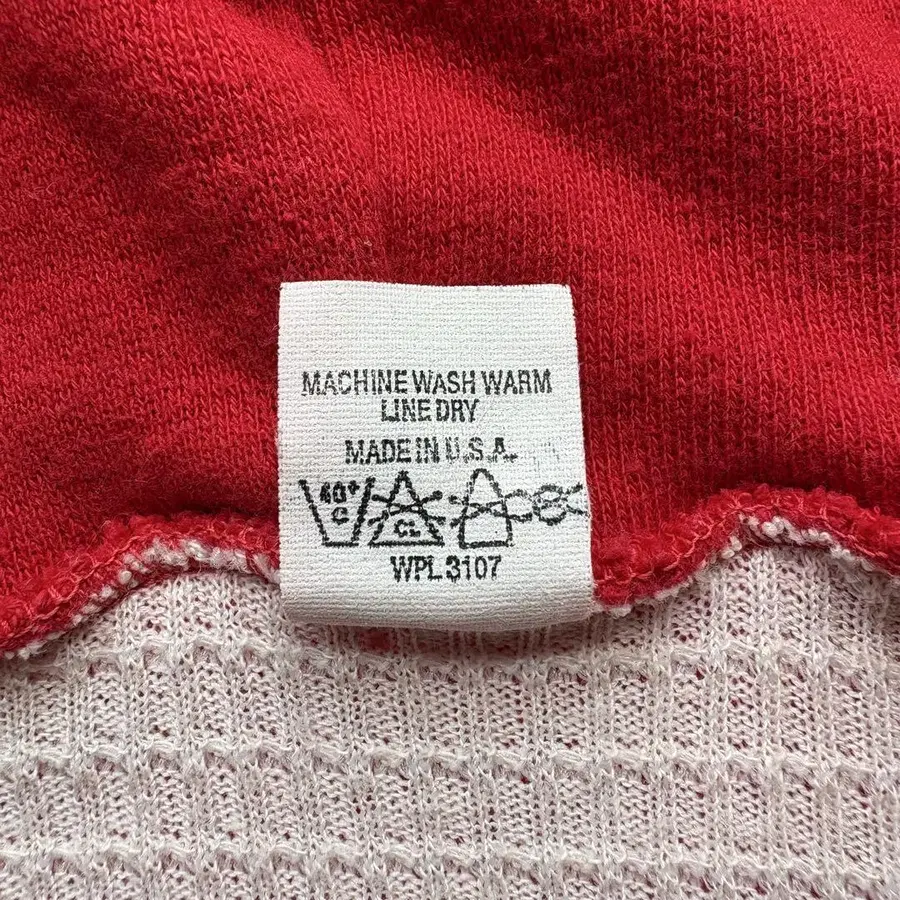 MACHINE WASH WARM
LINE DRY
MADE IN U.S.A.
40°
C
CL
WPL 3107